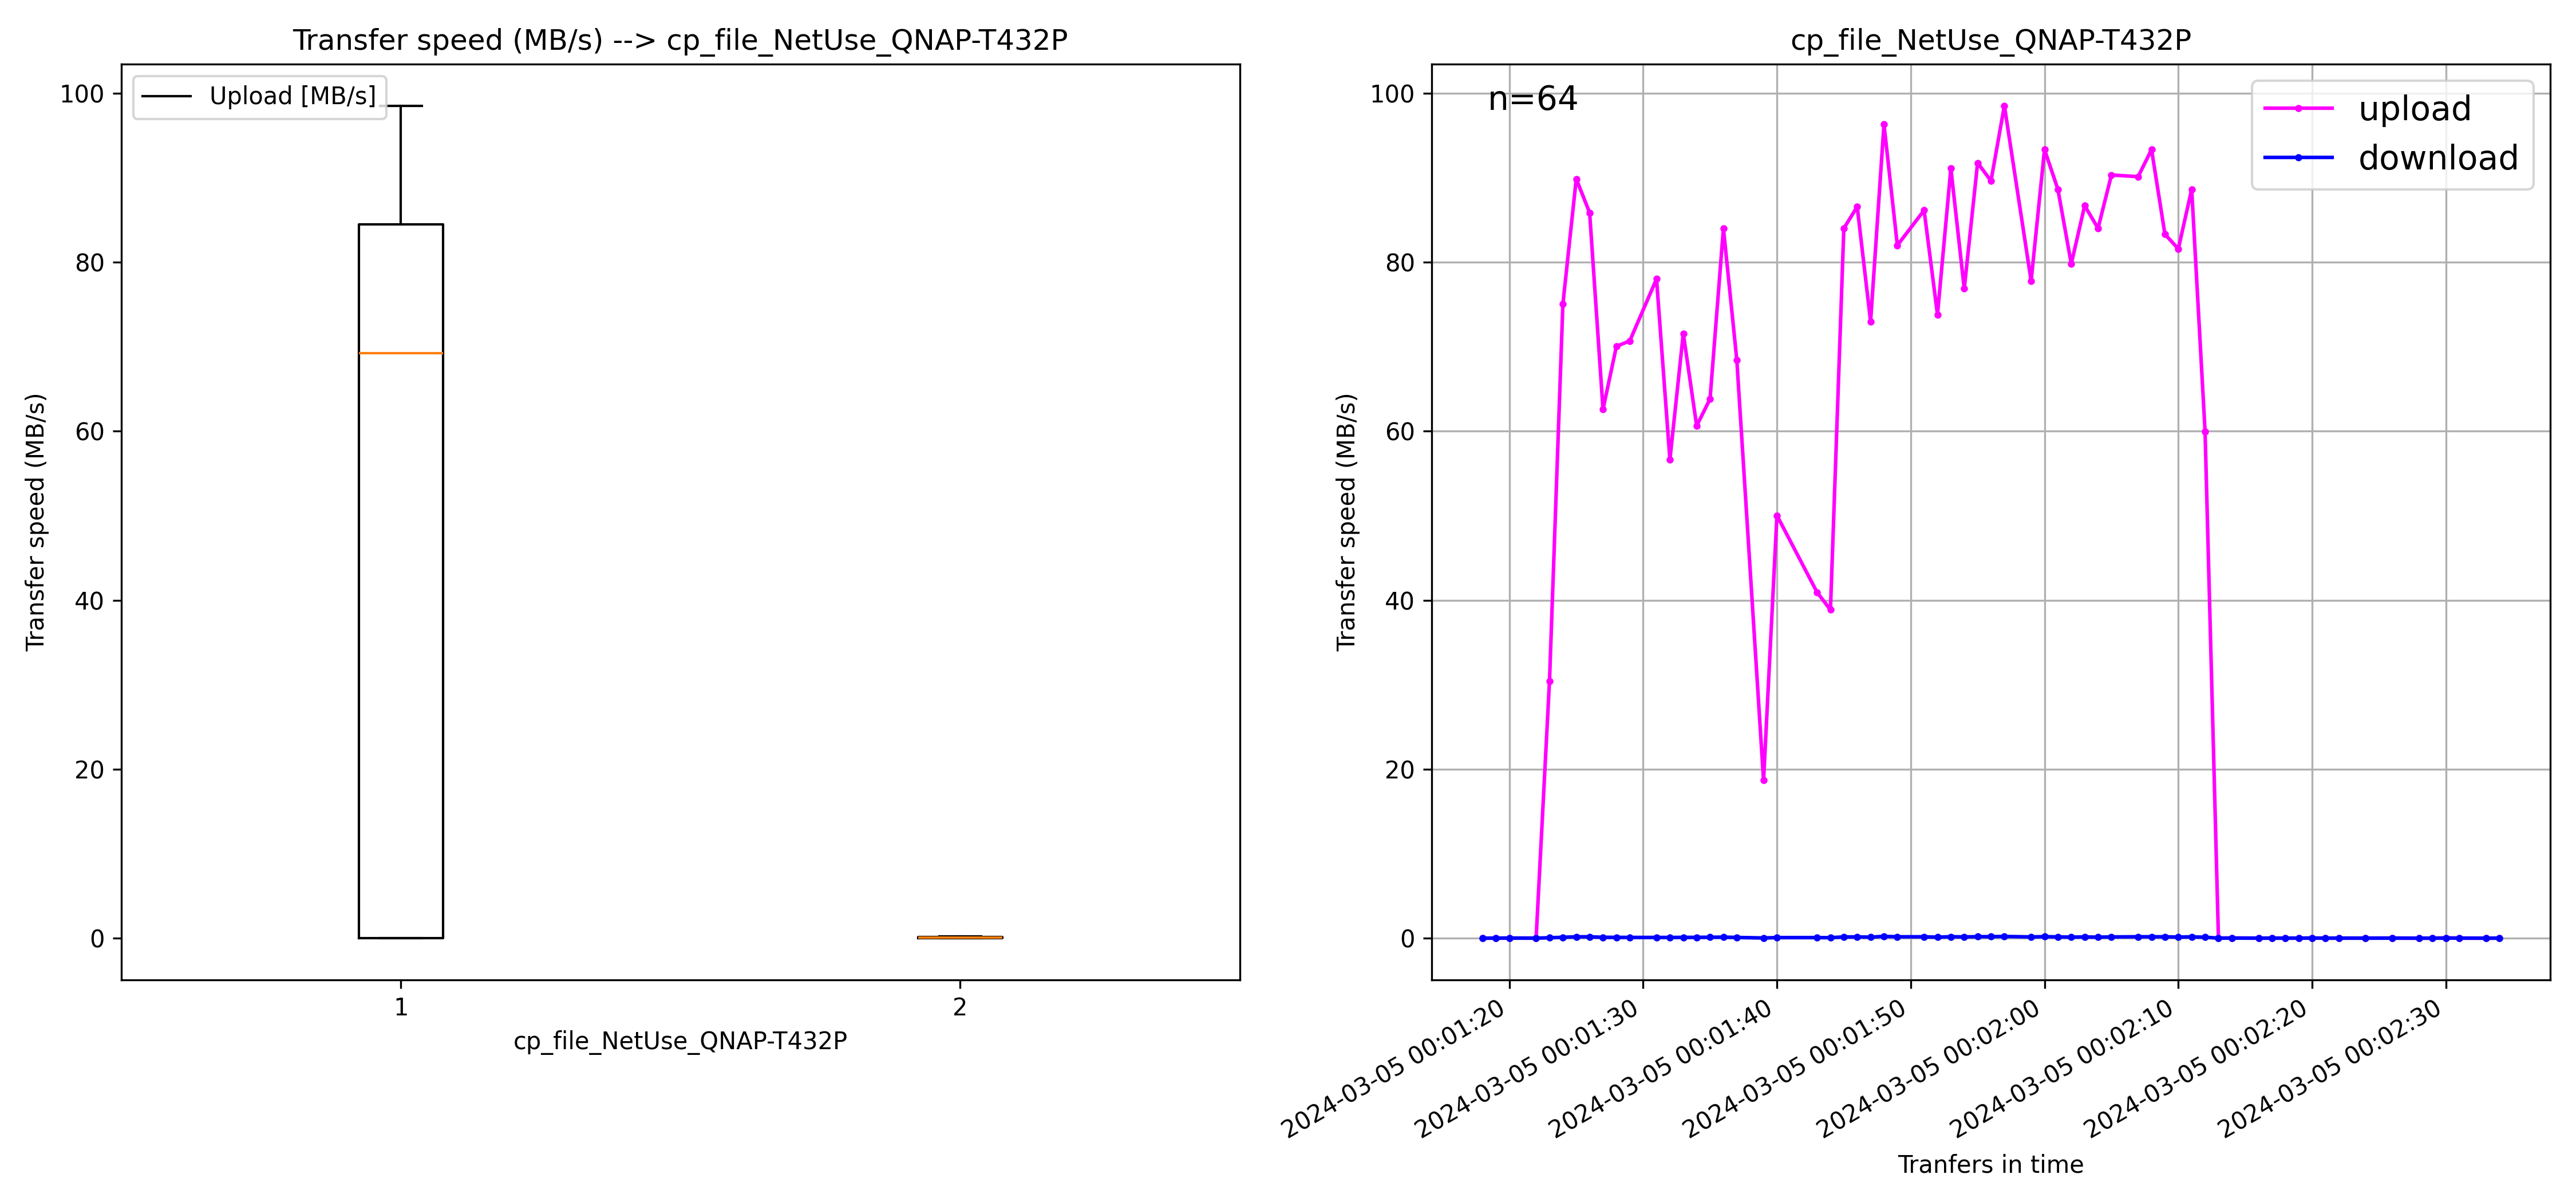 Transfer speed (MB/s) --> cp_file_NetUse_QNAP-T432P
Upload [MB/s]
100
80
60
40
20
0
Transfer speed (MB/s)
1
2
cp_file_NetUse_QNAP-T432P
cp_file_NetUse_QNAP-T432P
n=64
upload
download
100
80
60
40
20
0
Transfer speed (MB/s)
2024-03-05 00:01:20
2024-03-05 00:01:30
2024-03-05 00:01:40
2024-03-05 00:01:50
2024-03-05 00:02:00
2024-03-05 00:02:10
2024-03-05 00:02:20
2024-03-05 00:02:30
Tranfers in time